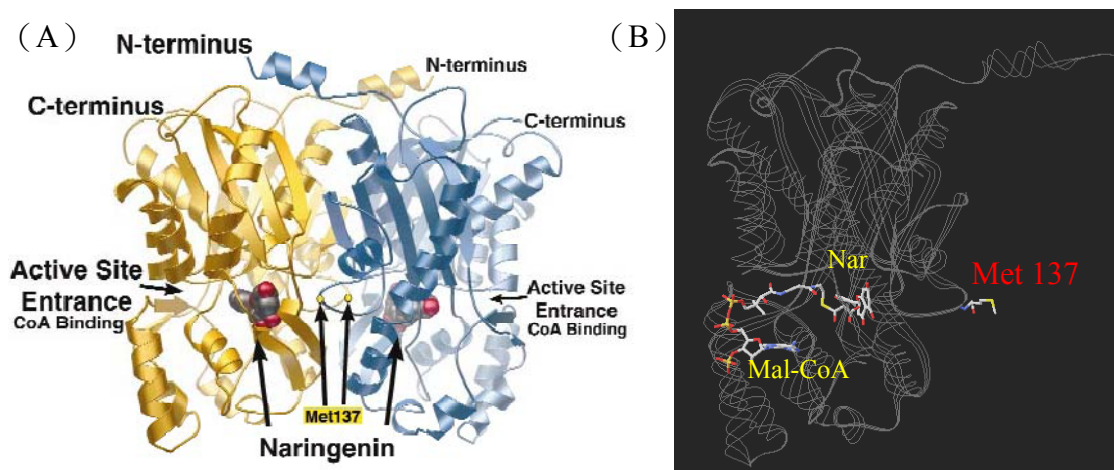 （A）
N-terminus
N-terminus
C-terminus
C-terminus
Active Site
Entrance
CoA Binding
Active Site
Entrance
CoA Binding
Met137
Naringenin
（B）
Nar
Met 137
Mal-CoA